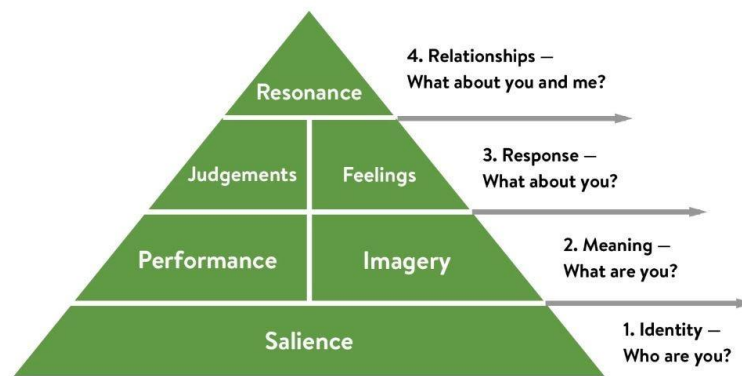 4. Relationships —
What about you and me?
Resonance
3. Response —
What about you?
Judgements
Feelings
2. Meaning —
What are you?
Performance
Imagery
1. Identity —
Who are you?
Salience